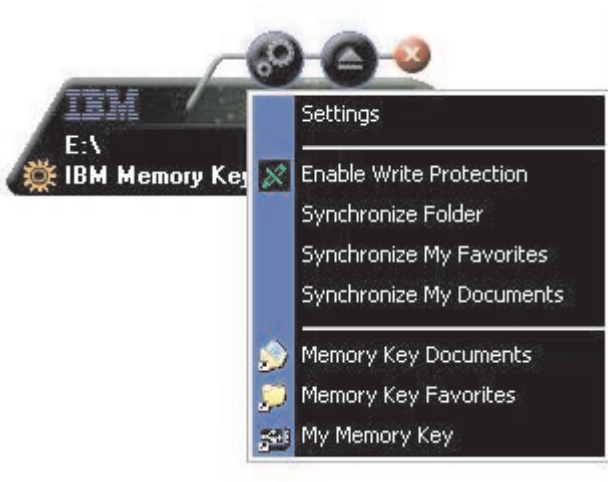 IBM
E:\
IBM Memory Key
Settings
Enable Write Protection
Synchronize Folder
Synchronize My Favorites
Synchronize My Documents
Memory Key Documents
Memory Key Favorites
My Memory Key